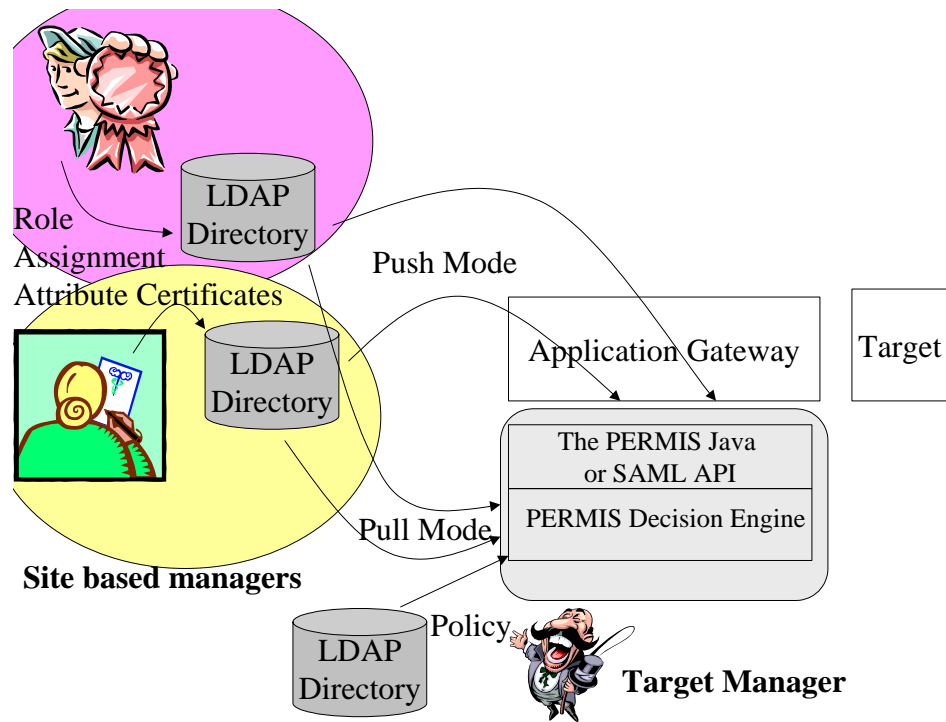 LDAP
Directory
Role
Assignment
Attribute Certificates
Push Mode
LDAP
Directory
Application Gateway
Target
The PERMIS Java
or SAML API
PERMIS Decision Engine
Pull Mode
Site based managers
LDAP
Directory
Policy
Target Manager